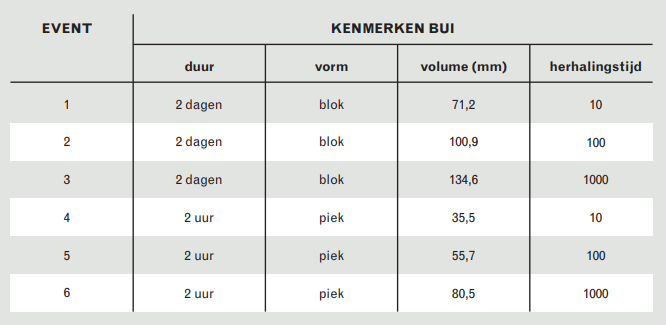 EVENT KENMERKEN BUI
duur vorm volume (mm) herhalingstijd
1 2 dagen blok 71,2 10
2 2 dagen blok 100,9 100
3 2 dagen blok 134,6 1000
4 2 uur piek 35,5 10
5 2 uur piek 55,7 100
6 2 uur piek 80,5 1000